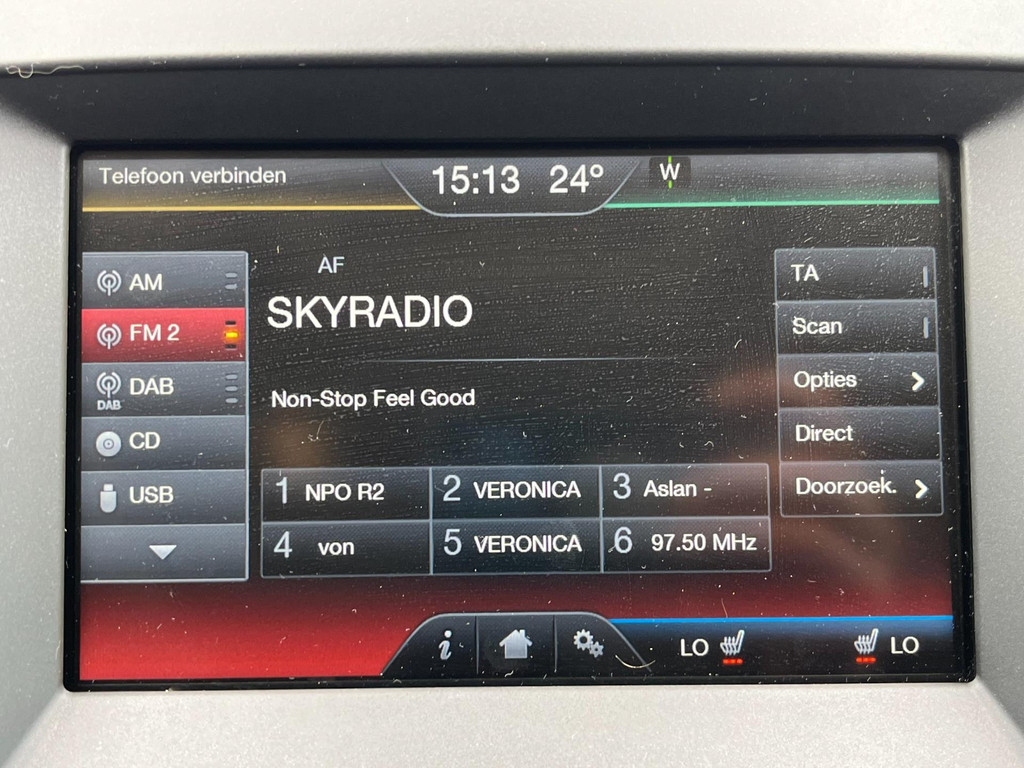 Telefoon verbinden 15:13 24° W
AF
SKYRADIO
Non-Stop Feel Good
AM
FM 2
DAB
DAB
CD
USB
TA
Scan
Opties
Direct
Doorzoek.
1 NPO R2 2 VERONICA 3 Aslan -
4 von 5 VERONICA 6 97.50 MHz
i LO LO